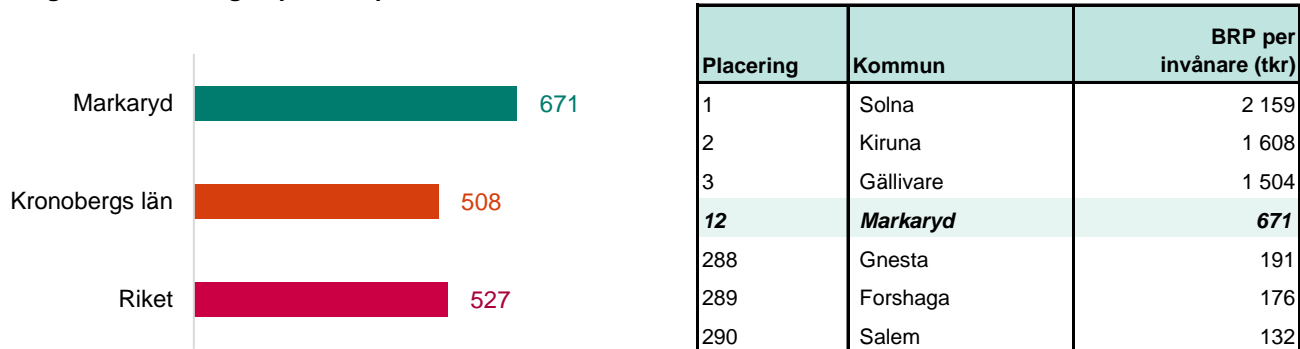 Markaryd 671
Kronobergs län 508
Riket 527
Placering Kommun BRP per invånare (tkr)
1 Solna 2 159
2 Kiruna 1 608
3 Gällivare 1 504
12 Markaryd 671
288 Gnesta 191
289 Forshaga 176
290 Salem 132